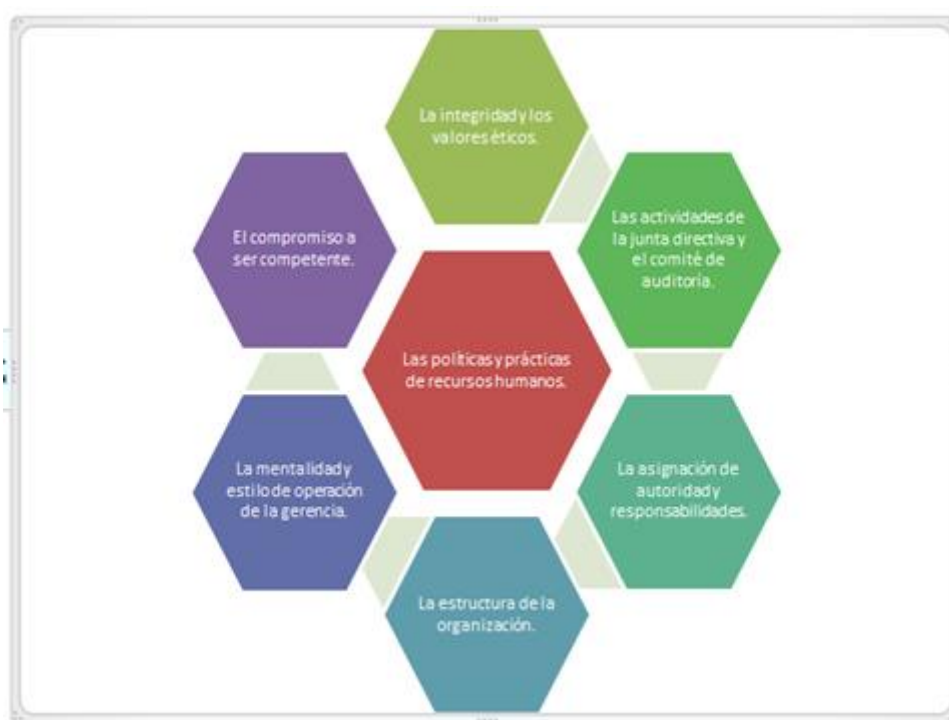 La integridad y los
valores éticos.
Las actividades de
la junta directiva y
el comité de
auditoría.
El compromiso a
ser competente.
Las políticas y prácticas
de recursos humanos.
La mentalidad y
estilo de operación
de la gerencia.
La asignación de
autoridad y
responsabilidades.
La estructura de la
organización.